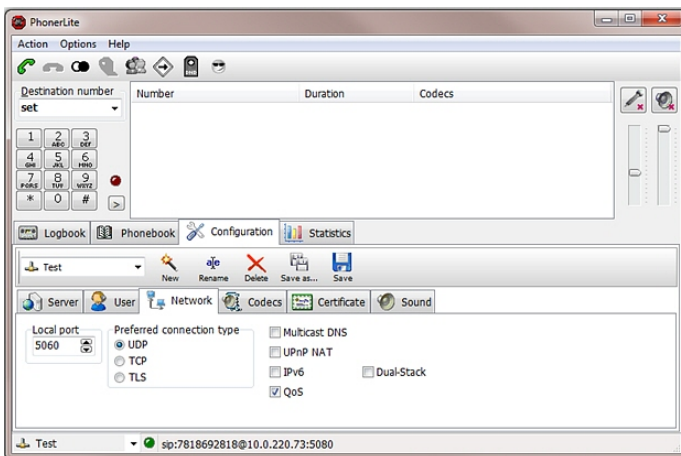 PhonerLite
Action Options Help
Destination number
set
Number Duration Codecs
1 2 ABC 3 DEF
4 GHI 5 JKL 6 MNO
7 PQRS 8 TUV 9 WXYZ
* 0 # >
Logbook Phonebook Configuration Statistics
Test
New Rename Delete Save as... Save
Server User Network Codecs Certificate Sound
Local port
5060
Preferred connection type
UDP
TCP
TLS
Multicast DNS
UPnP NAT
IPv6 Dual-Stack
QoS
Test sip:7818692818@10.0.220.73:5080